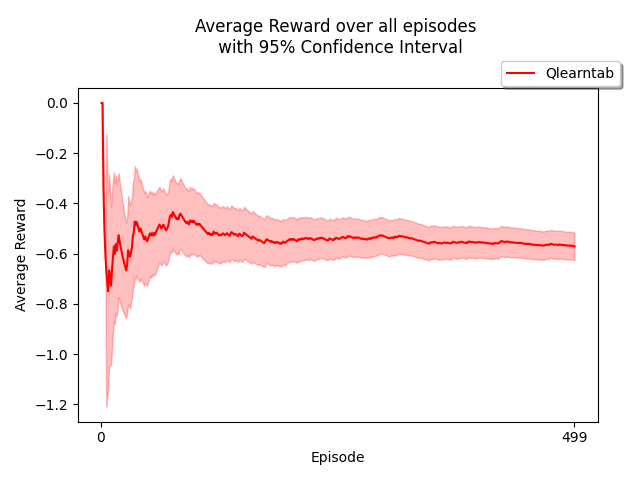 Average Reward over all episodes
with 95% Confidence Interval
Qlearntab
0.0
−0.2
−0.4
−0.6
−0.8
−1.0
−1.2
Average Reward
0
499
Episode